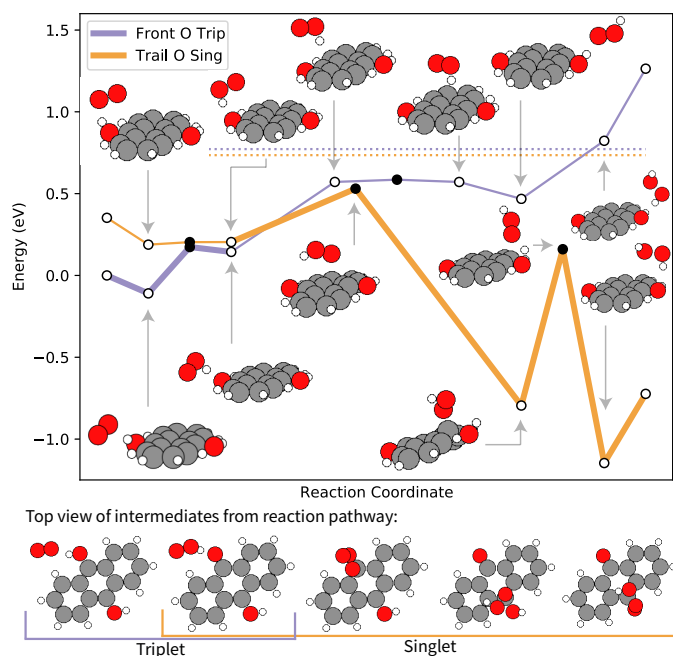 1.5
1.0
0.5
0.0
−0.5
−1.0
Energy (eV)
Front O Trip
Trail O Sing
Reaction Coordinate
Top view of intermediates from reaction pathway:
Triplet
Singlet